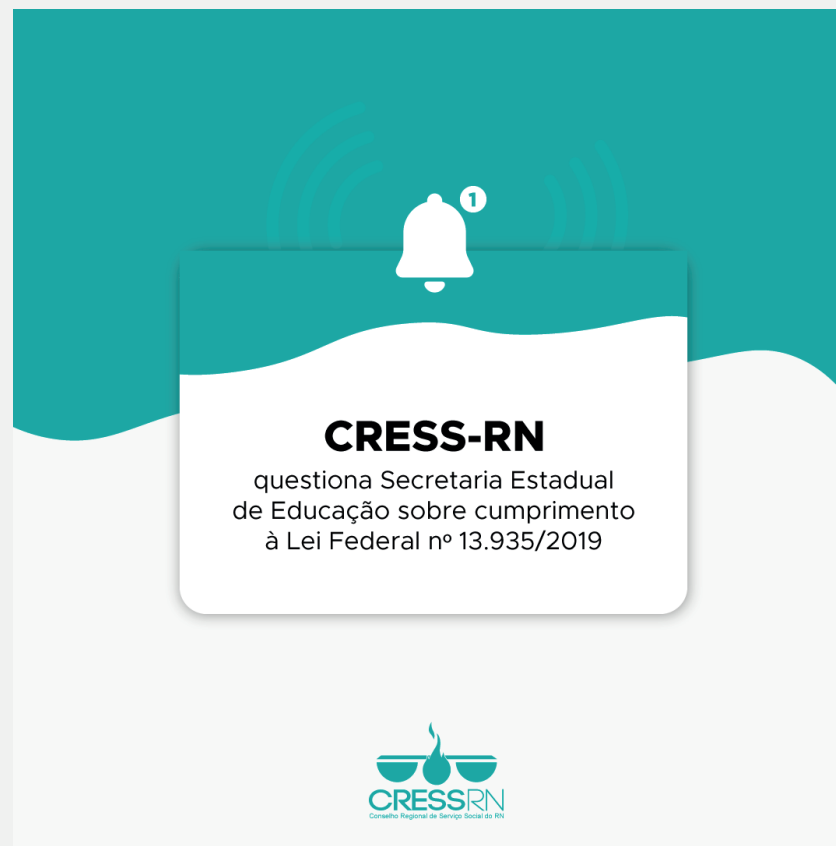 1
CRESS-RN
questiona Secretaria Estadual
de Educação sobre cumprimento
à Lei Federal nº 13.935/2019
CRESSRN
Conselho Regional de Serviço Social do RN